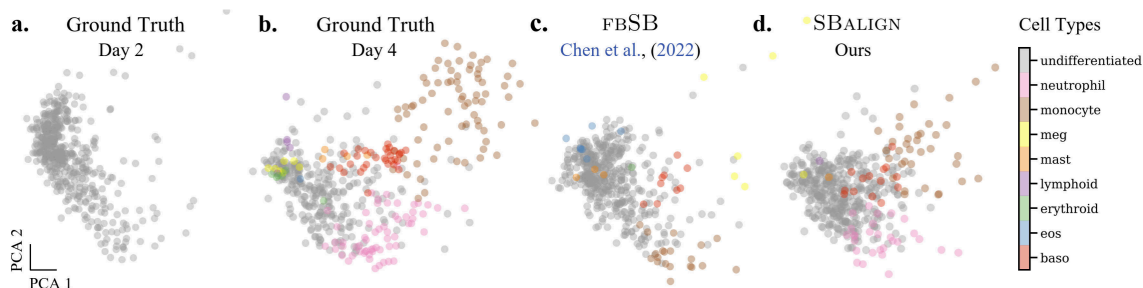 a.
Ground Truth
Day 2
b.
Ground Truth
Day 4
c.
FBSB
Chen et al., (2022)
d.
SBALIGN
Ours
Cell Types
undifferentiated
neutrophil
monocyte
meg
mast
lymphoid
erythroid
eos
baso
PCA 2
PCA 1